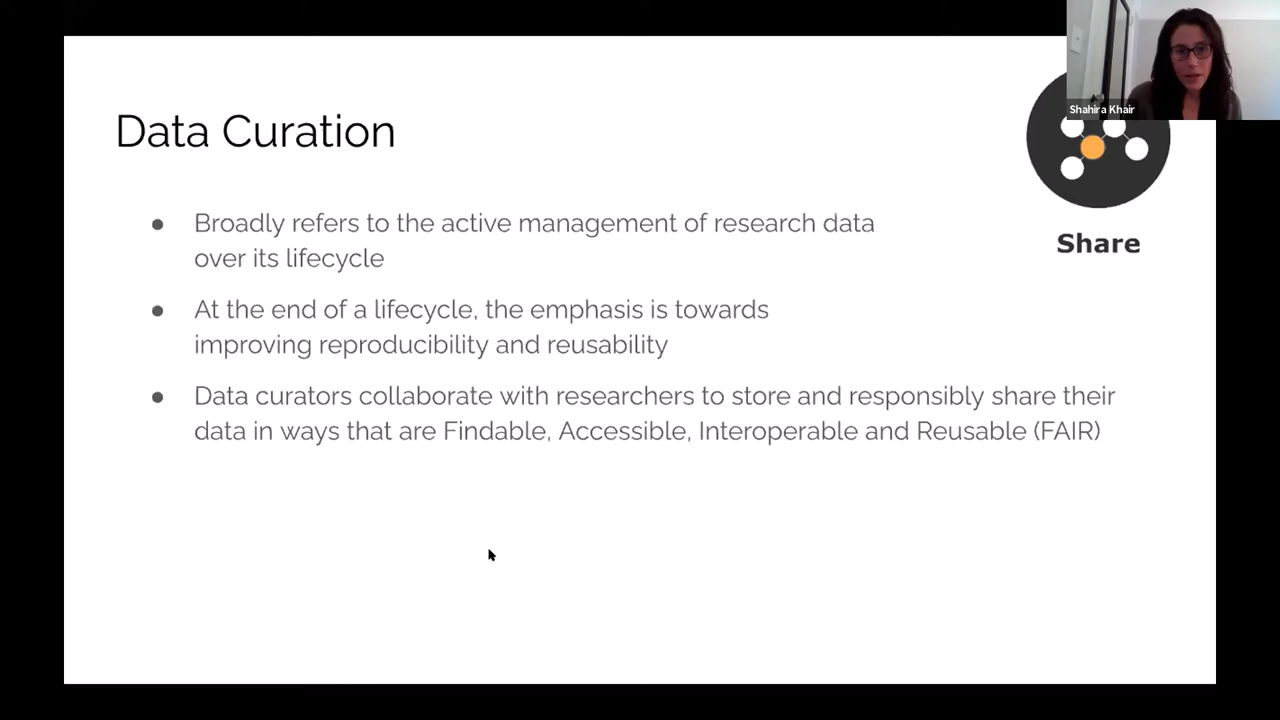 Shahira Khair
Data Curation
Share
● Broadly refers to the active management of research data
over its lifecycle
● At the end of a lifecycle, the emphasis is towards
improving reproducibility and reusability
● Data curators collaborate with researchers to store and responsibly share their
data in ways that are Findable, Accessible, Interoperable and Reusable (FAIR)